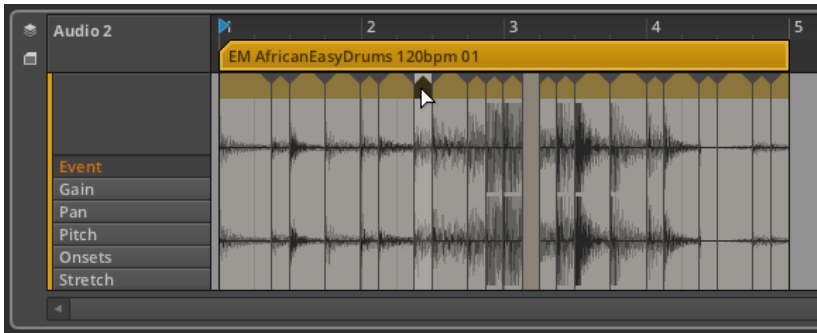 Audio 2
1 2 3 4 5
EM AfricanEasyDrums 120bpm 01
Event
Gain
Pan
Pitch
Onsets
Stretch